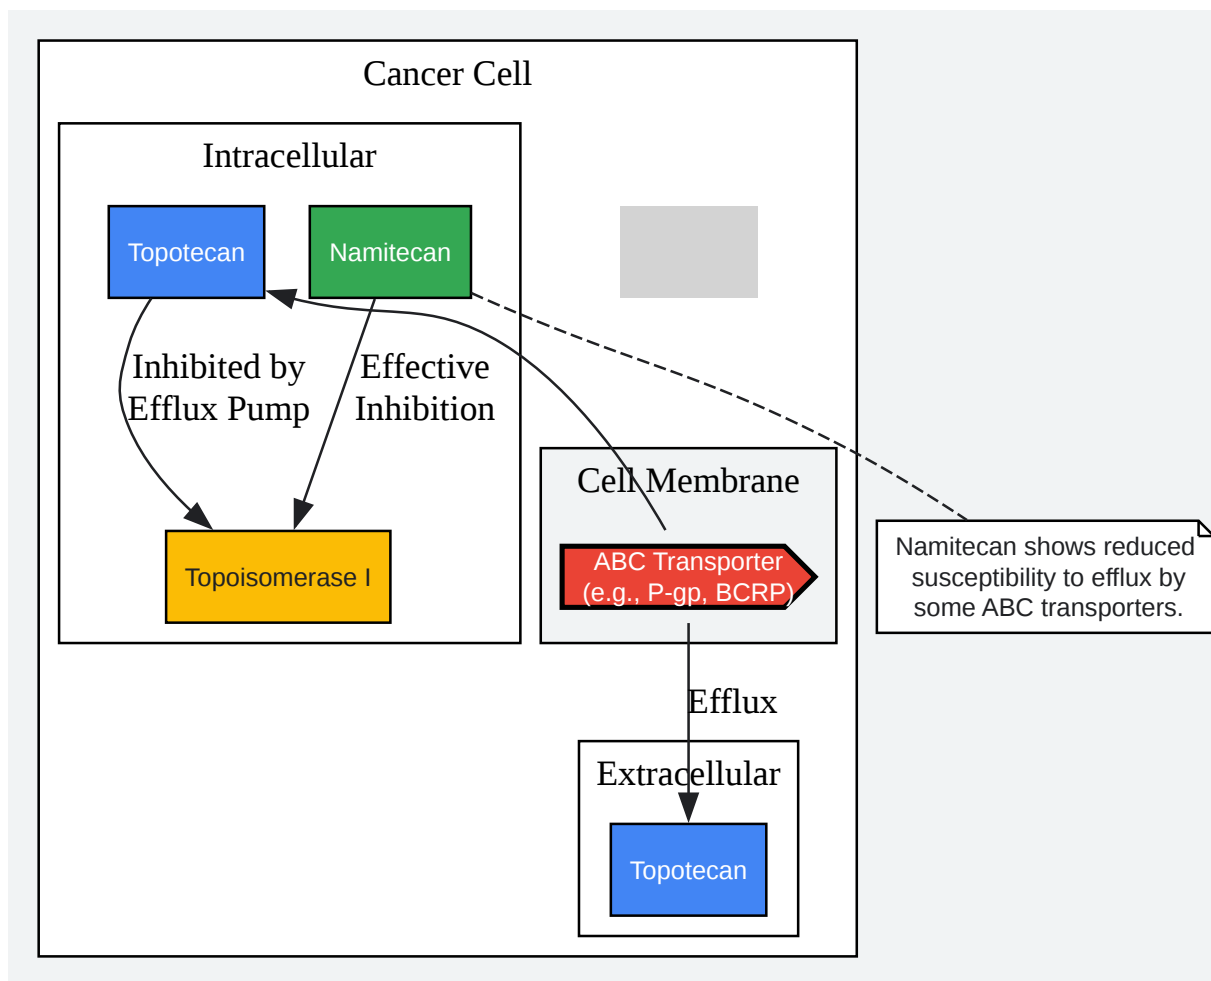 Cancer Cell
Intracellular
Topotecan
Namitecan
Inhibited by
Efflux Pump
Effective
Inhibition
Topoisomerase I
Cell Membrane
ABC Transporter
(e.g., P-gp, BCRP)
Namitecan shows reduced
susceptibility to efflux by
some ABC transporters.
Efflux
Extracellular
Topotecan